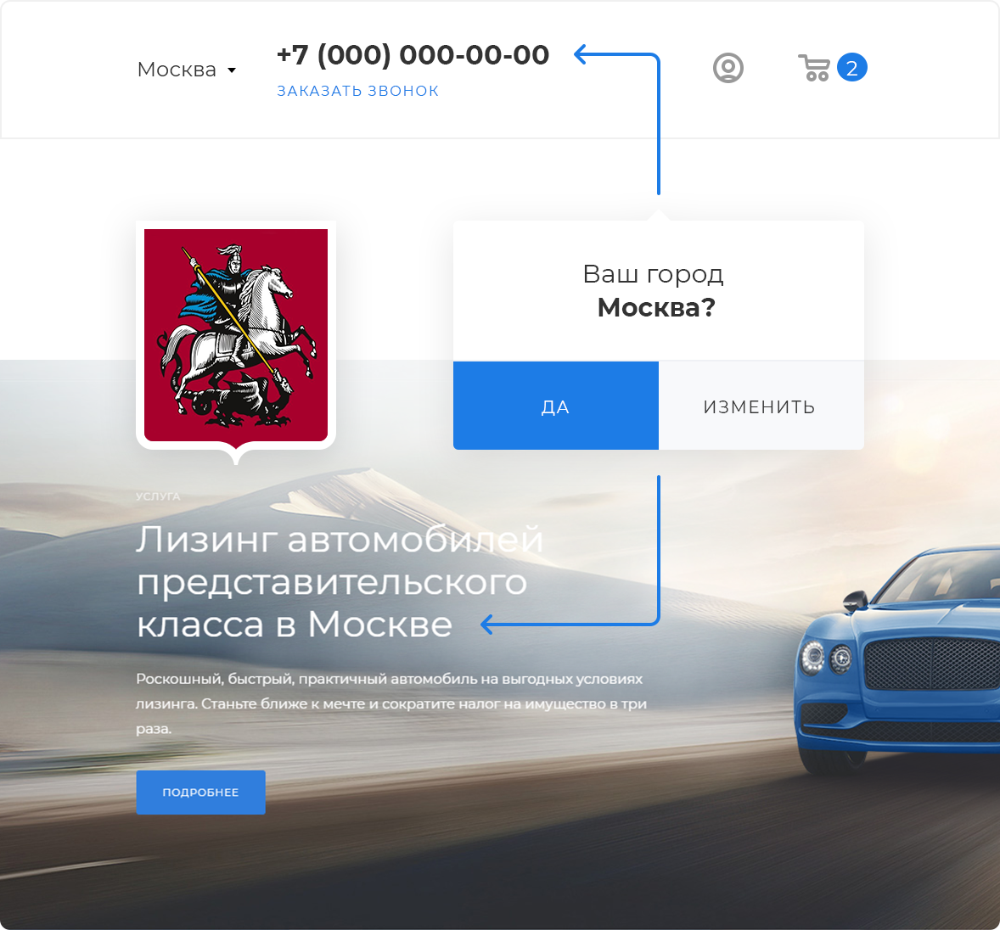 Москва
+7 (000) 000-00-00
ЗАКАЗАТЬ ЗВОНОК
2
Ваш город
Москва?
ДА
ИЗМЕНИТЬ
УСЛУГА
Лизинг автомобилей
представительского
класса в Москве
Роскошный, быстрый, практичный автомобиль на выгодных условиях
лизинга. Станьте ближе к мечте и сократите налог на имущество в три
раза.
ПОДРОБНЕЕ